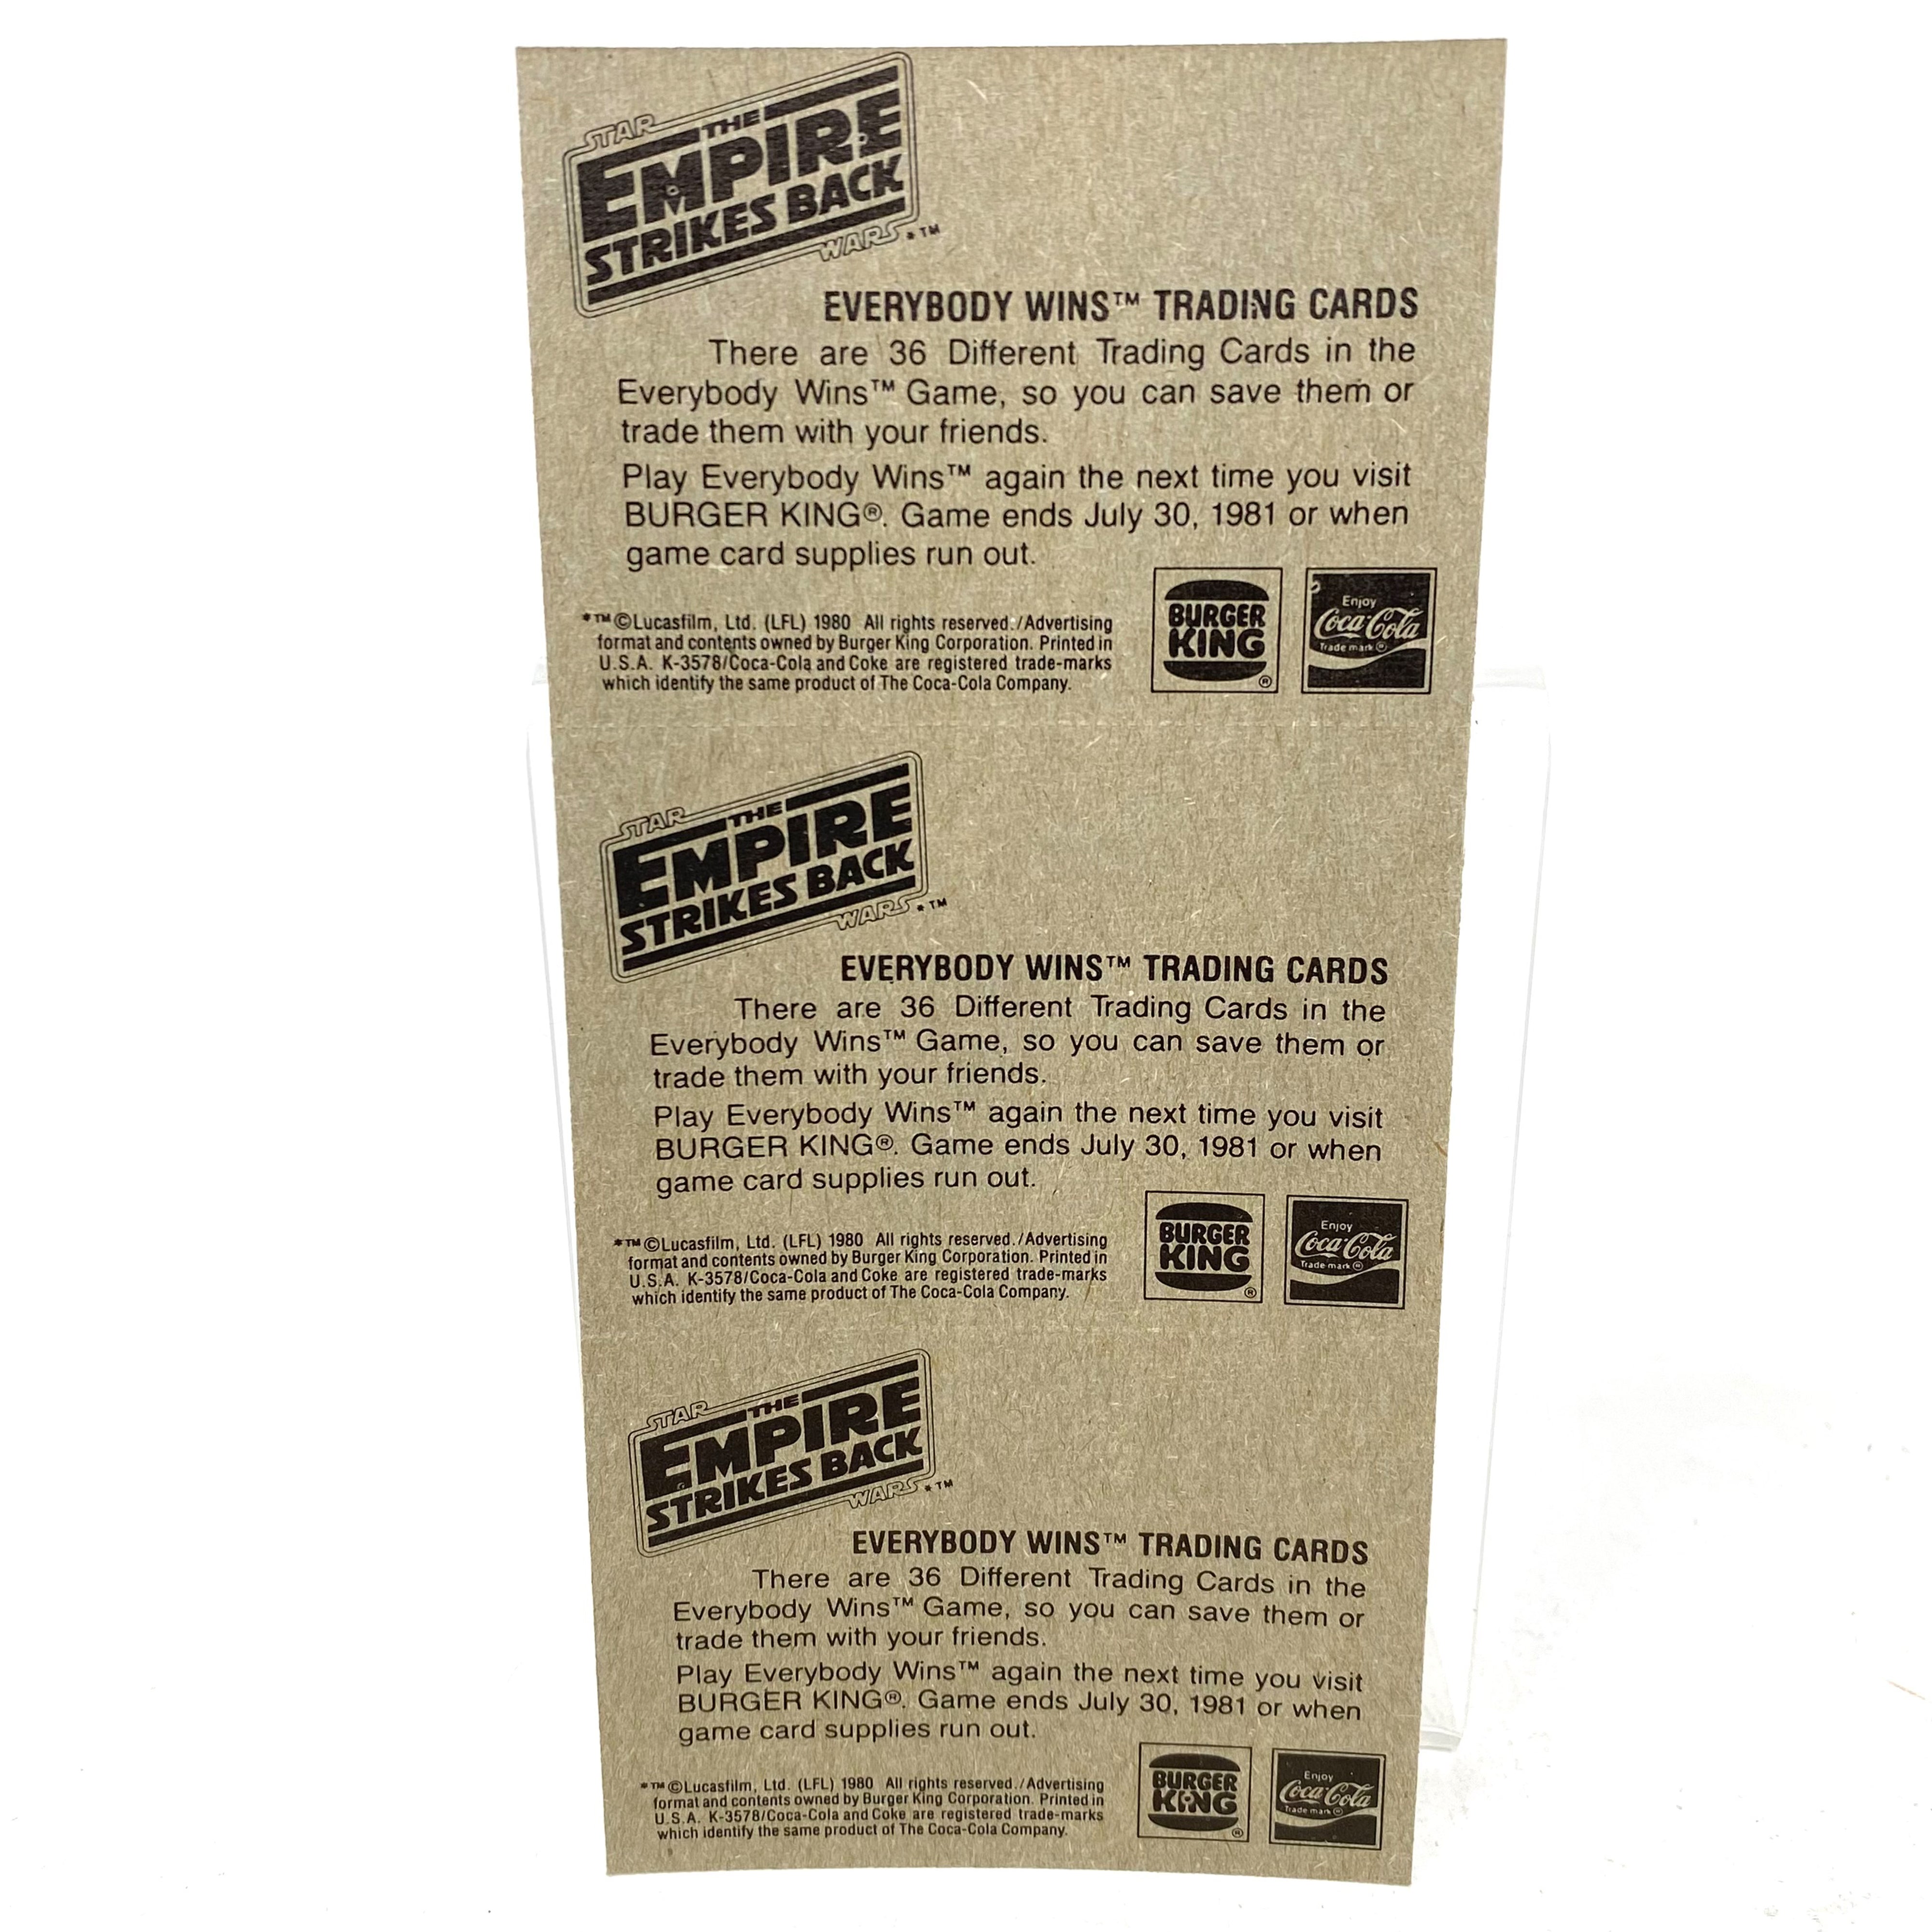 STAR
THE
EMPIRE
STRIKES BACK
WARS *™
EVERYBODY WINS™ TRADING CARDS
There are 36 Different Trading Cards in the
Everybody Wins™ Game, so you can save them or
trade them with your friends.
Play Everybody Wins™ again the next time you visit
BURGER KING®. Game ends July 30, 1981 or when
game card supplies run out.
*™©Lucasfilm, Ltd. (LFL) 1980 All rights reserved./Advertising
format and contents owned by Burger King Corporation. Printed in
U.S.A. K-3578/Coca-Cola and Coke are registered trade-marks
which identify the same product of The Coca-Cola Company.
BURGER
KING
®
Enjoy
Coca-Cola
Trade mark ®
STAR
THE
EMPIRE
STRIKES BACK
WARS *™
EVERYBODY WINS™ TRADING CARDS
There are 36 Different Trading Cards in the
Everybody Wins™ Game, so you can save them or
trade them with your friends.
Play Everybody Wins™ again the next time you visit
BURGER KING®. Game ends July 30, 1981 or when
game card supplies run out.
*™©Lucasfilm, Ltd. (LFL) 1980 All rights reserved./Advertising
format and contents owned by Burger King Corporation. Printed in
U.S.A. K-3578/Coca-Cola and Coke are registered trade-marks
which identify the same product of The Coca-Cola Company.
BURGER
KING
®
Enjoy
Coca-Cola
Trade mark ®
STAR
THE
EMPIRE
STRIKES BACK
WARS *™
EVERYBODY WINS™ TRADING CARDS
There are 36 Different Trading Cards in the
Everybody Wins™ Game, so you can save them or
trade them with your friends.
Play Everybody Wins™ again the next time you visit
BURGER KING®. Game ends July 30, 1981 or when
game card supplies run out.
*™©Lucasfilm, Ltd. (LFL) 1980 All rights reserved./Advertising
format and contents owned by Burger King Corporation. Printed in
U.S.A. K-3578/Coca-Cola and Coke are registered trade-marks
which identify the same product of The Coca-Cola Company.
BURGER
KING
®
Enjoy
Coca-Cola
Trade mark ®